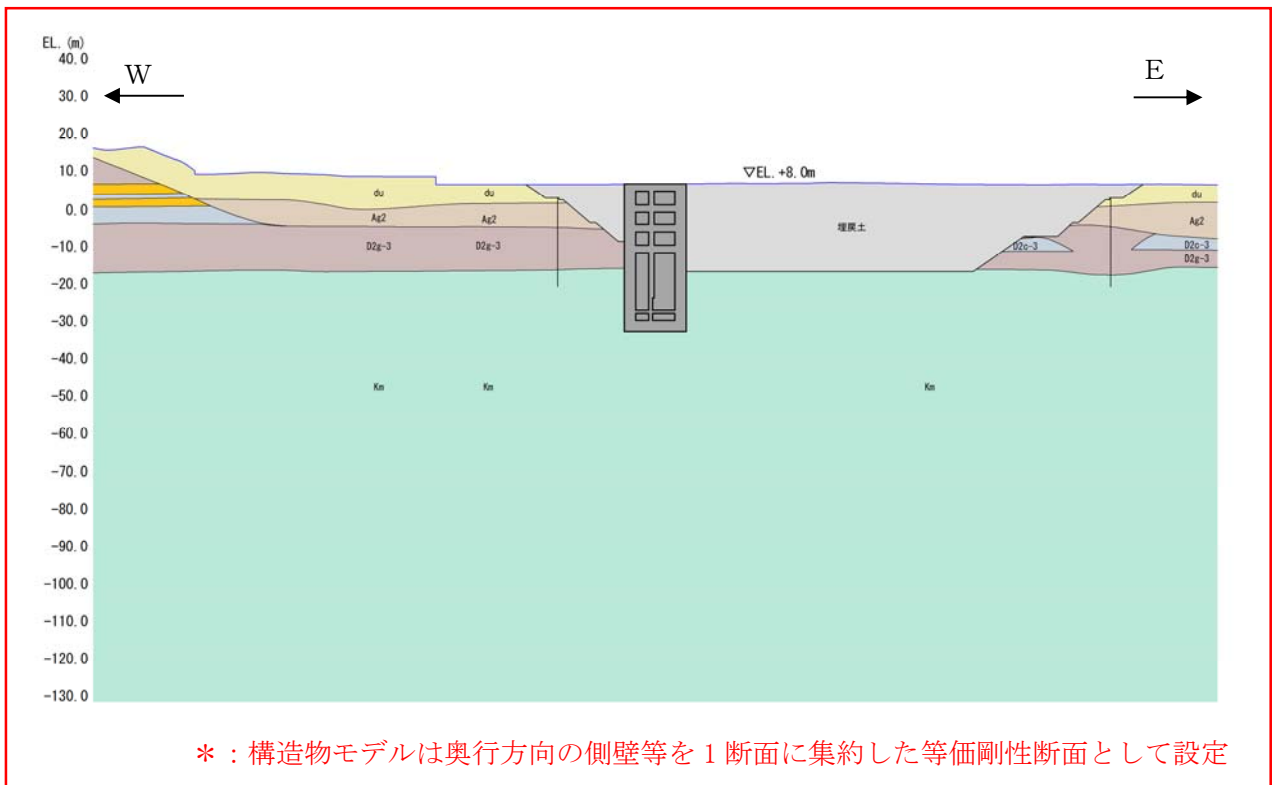 EL. (m)
40.0
W
E
30.0
20.0
10.0
▽EL. +8.0m
du
du
du
0.0
Ag2
Ag2
埋戻土
Ag2
-10.0
D2g-3
D2g-3
D2c-3
D2c-3
D2g-3
-20.0
-30.0
-40.0
Km
Km
Km
-50.0
-60.0
-70.0
-80.0
-90.0
-100.0
-110.0
-120.0
-130.0
＊：構造物モデルは奥行方向の側壁等を１断面に集約した等価剛性断面として設定